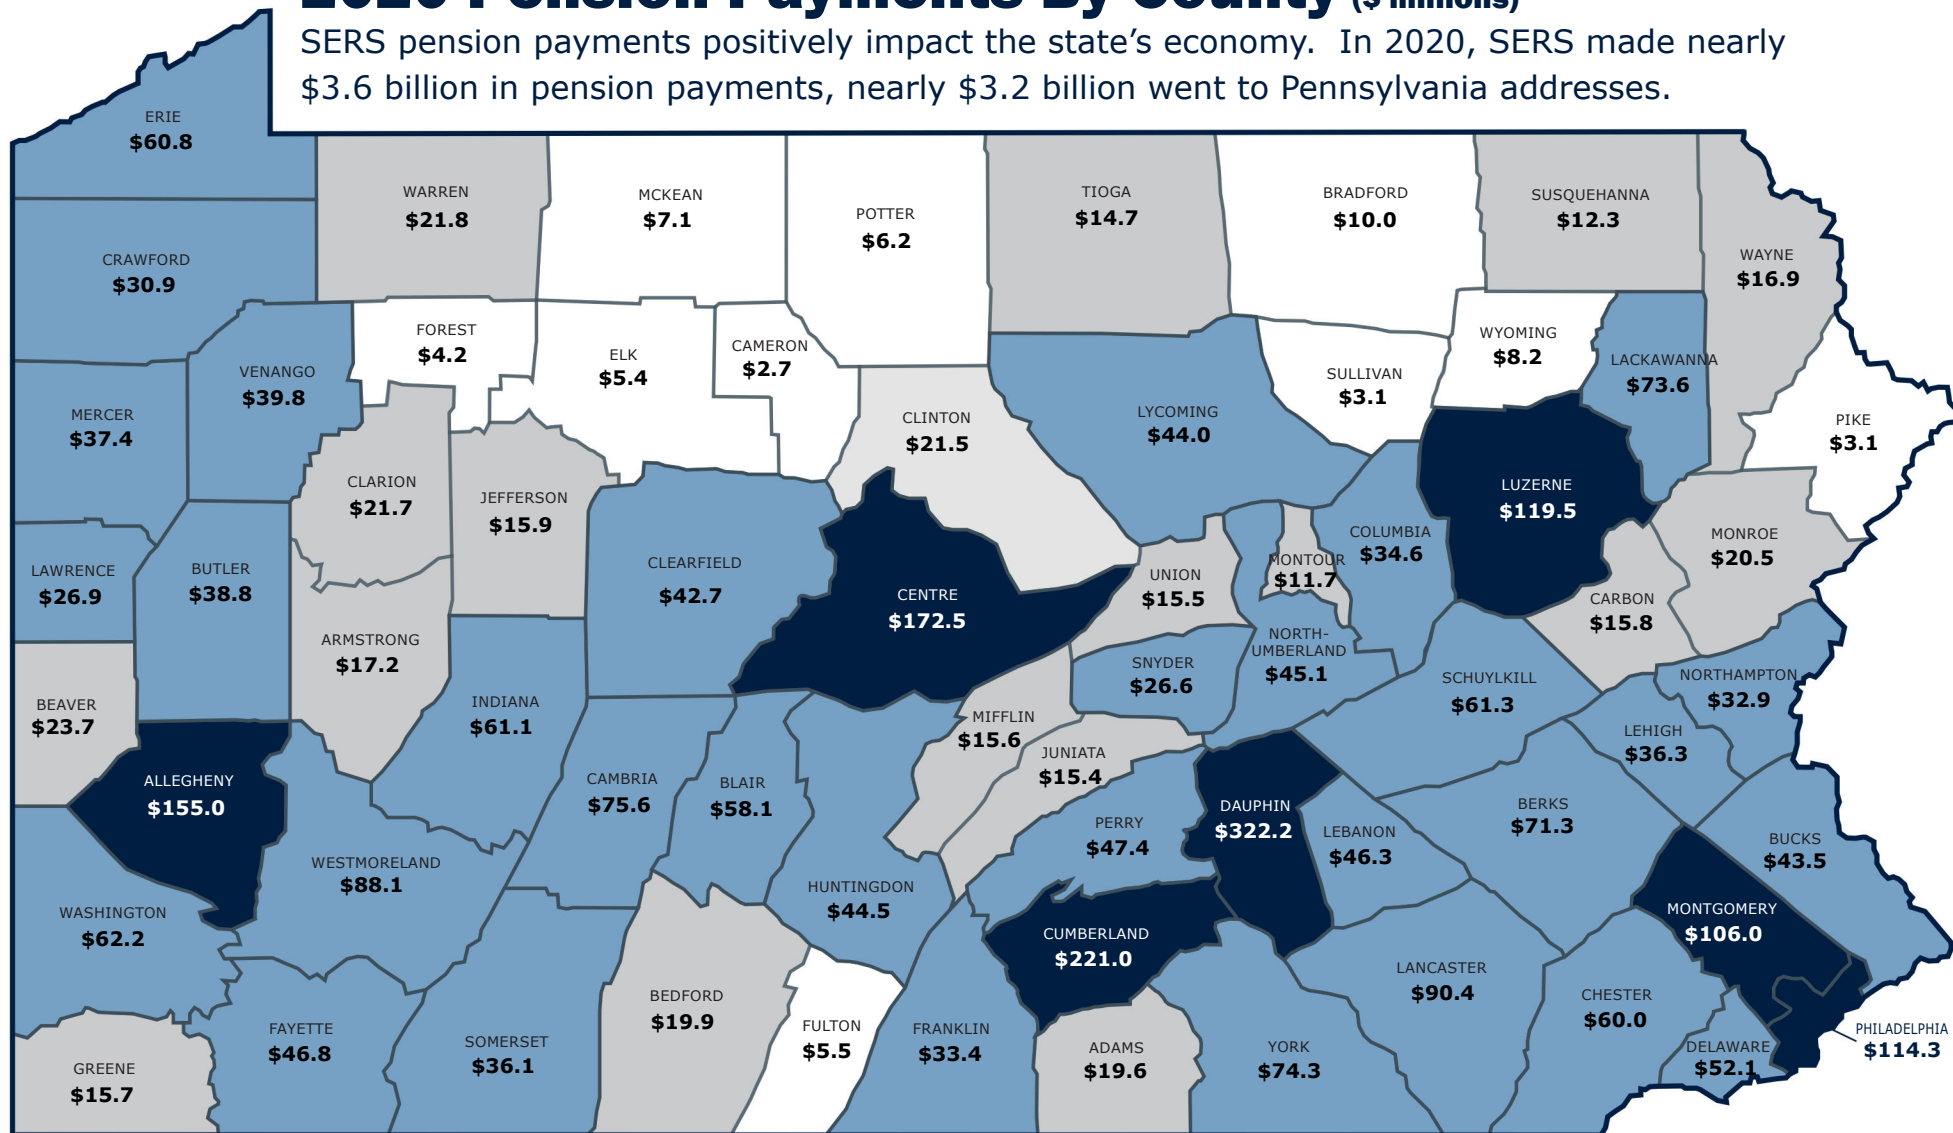 2020 Pension Payments By County ($ millions)
SERS pension payments positively impact the state's economy. In 2020, SERS made nearly
$3.6 billion in pension payments, nearly $3.2 billion went to Pennsylvania addresses.
ERIE
$60.8
WARREN
$21.8
MCKEAN
$7.1
POTTER
$6.2
TIOGA
$14.7
BRADFORD
$10.0
SUSQUEHANNA
$12.3
WAYNE
$16.9
CRAWFORD
$30.9
FOREST
$4.2
ELK
$5.4
CAMERON
$2.7
SULLIVAN
$3.1
WYOMING
$8.2
LACKAWANNA
$73.6
VENANGO
$39.8
MERCER
$37.4
CLINTON
$21.5
LYCOMING
$44.0
PIKE
$3.1
CLARION
$21.7
JEFFERSON
$15.9
LUZERNE
$119.5
LAWRENCE
$26.9
BUTLER
$38.8
CLEARFIELD
$42.7
CENTRE
$172.5
UNION
$15.5
MONTOUR
$11.7
COLUMBIA
$34.6
MONROE
$20.5
CARBON
$15.8
ARMSTRONG
$17.2
SNYDER
$26.6
NORTH-
UMBERLAND
$45.1
SCHUYLKILL
$61.3
NORTHAMPTON
$32.9
BEAVER
$23.7
INDIANA
$61.1
MIFFLIN
$15.6
JUNIATA
$15.4
LEHIGH
$36.3
ALLEGHENY
$155.0
CAMBRIA
$75.6
BLAIR
$58.1
PERRY
$47.4
DAUPHIN
$322.2
LEBANON
$46.3
BERKS
$71.3
BUCKS
$43.5
WESTMORELAND
$88.1
HUNTINGDON
$44.5
WASHINGTON
$62.2
CUMBERLAND
$221.0
MONTGOMERY
$106.0
BEDFORD
$19.9
FULTON
$5.5
FRANKLIN
$33.4
LANCASTER
$90.4
CHESTER
$60.0
PHILADELPHIA
$114.3
FAYETTE
$46.8
SOMERSET
$36.1
ADAMS
$19.6
YORK
$74.3
DELAWARE
$52.1
GREENE
$15.7